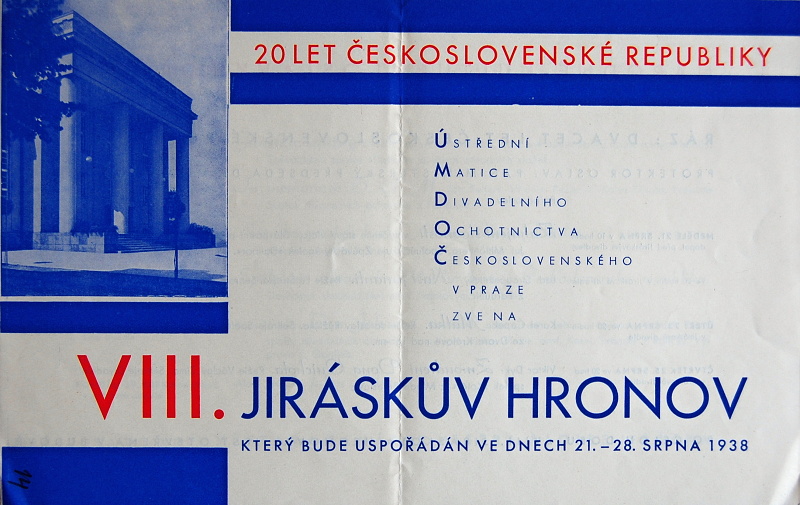 20 LET ČESKOSLOVENSKÉ REPUBLIKY
ÚSTŘEDNÍ
MATICE
DIVADELNÍHO
OCHOTNICTVA
ČESKOSLOVENSKÉHO
V PRAZE
ZVE NA
VIII. JIRÁSKŮV HRONOV
KTERÝ BUDE USPOŘÁDÁN VE DNECH 21. – 28. SRPNA 1938
14